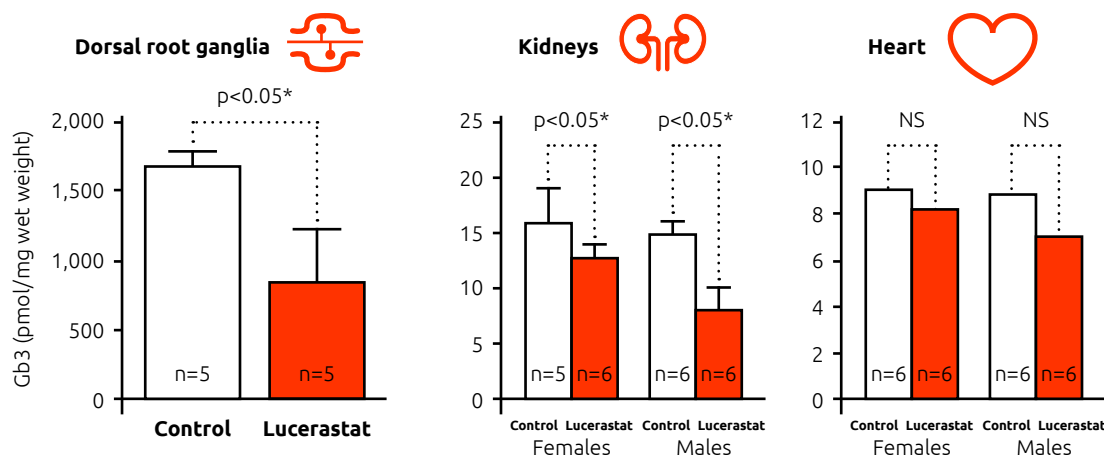 Dorsal root ganglia
p<0.05*
Gb3 (pmol/mg wet weight)
2,000
1,500
1,000
500
0
n=5
n=5
Control
Lucerastat
Kidneys
p<0.05*
p<0.05*
25
20
15
10
5
0
n=5
n=6
n=6
n=6
Control Lucerastat
Control Lucerastat
Females
Males
Heart
NS
NS
12
10
8
6
4
2
0
n=6
n=6
n=6
n=6
Control Lucerastat
Control Lucerastat
Females
Males